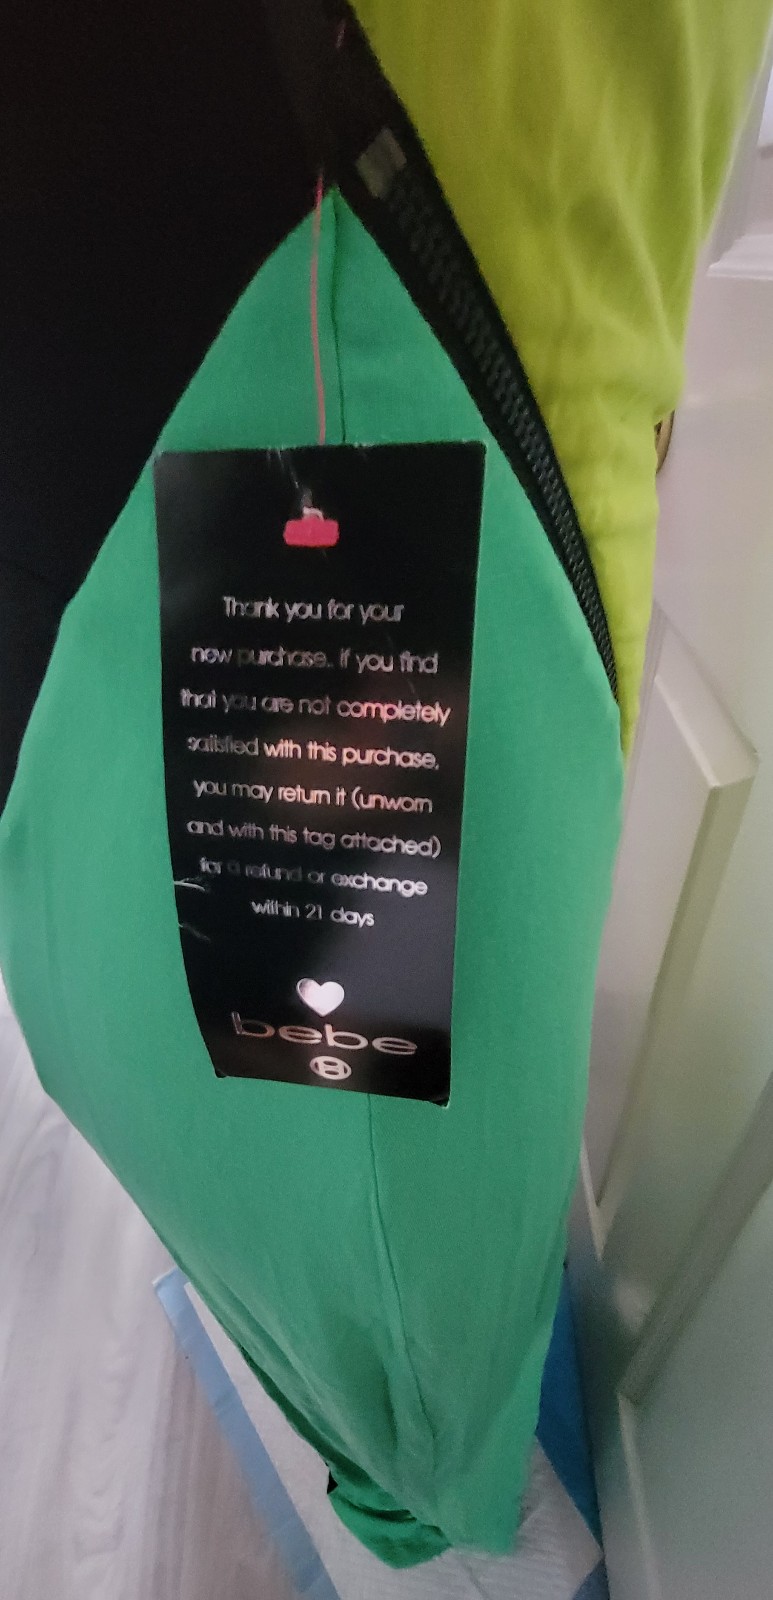 Thank you for your
new purchase. If you find
that you are not completely
satisfied with this purchase,
you may return it (unworn
and with this tag attached)
for a refund or exchange
within 21 days
bebe
B